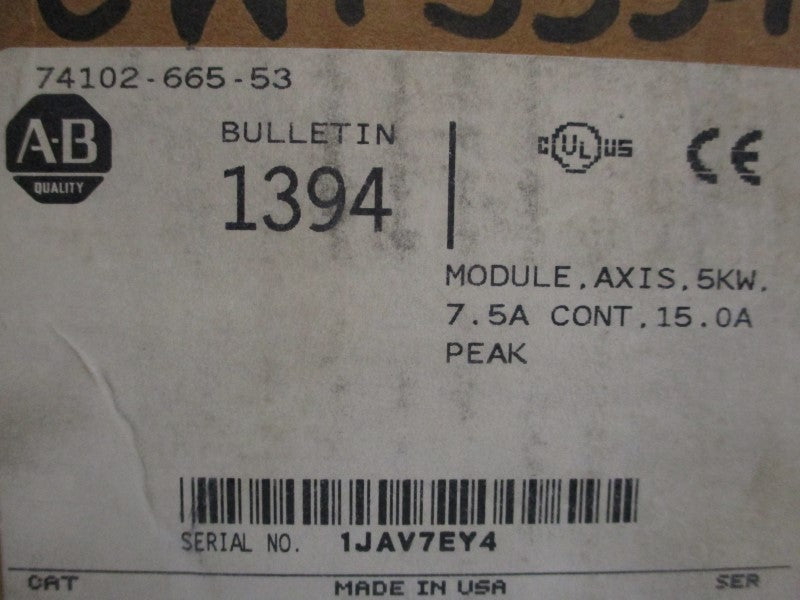 74102-665-53
A-B
QUALITY
BULLETIN
1394
C UL US
CE
MODULE,AXIS,5KW,
7.5A CONT,15.0A
PEAK
SERIAL NO. 1JAV7EY4
CAT
MADE IN USA
SER